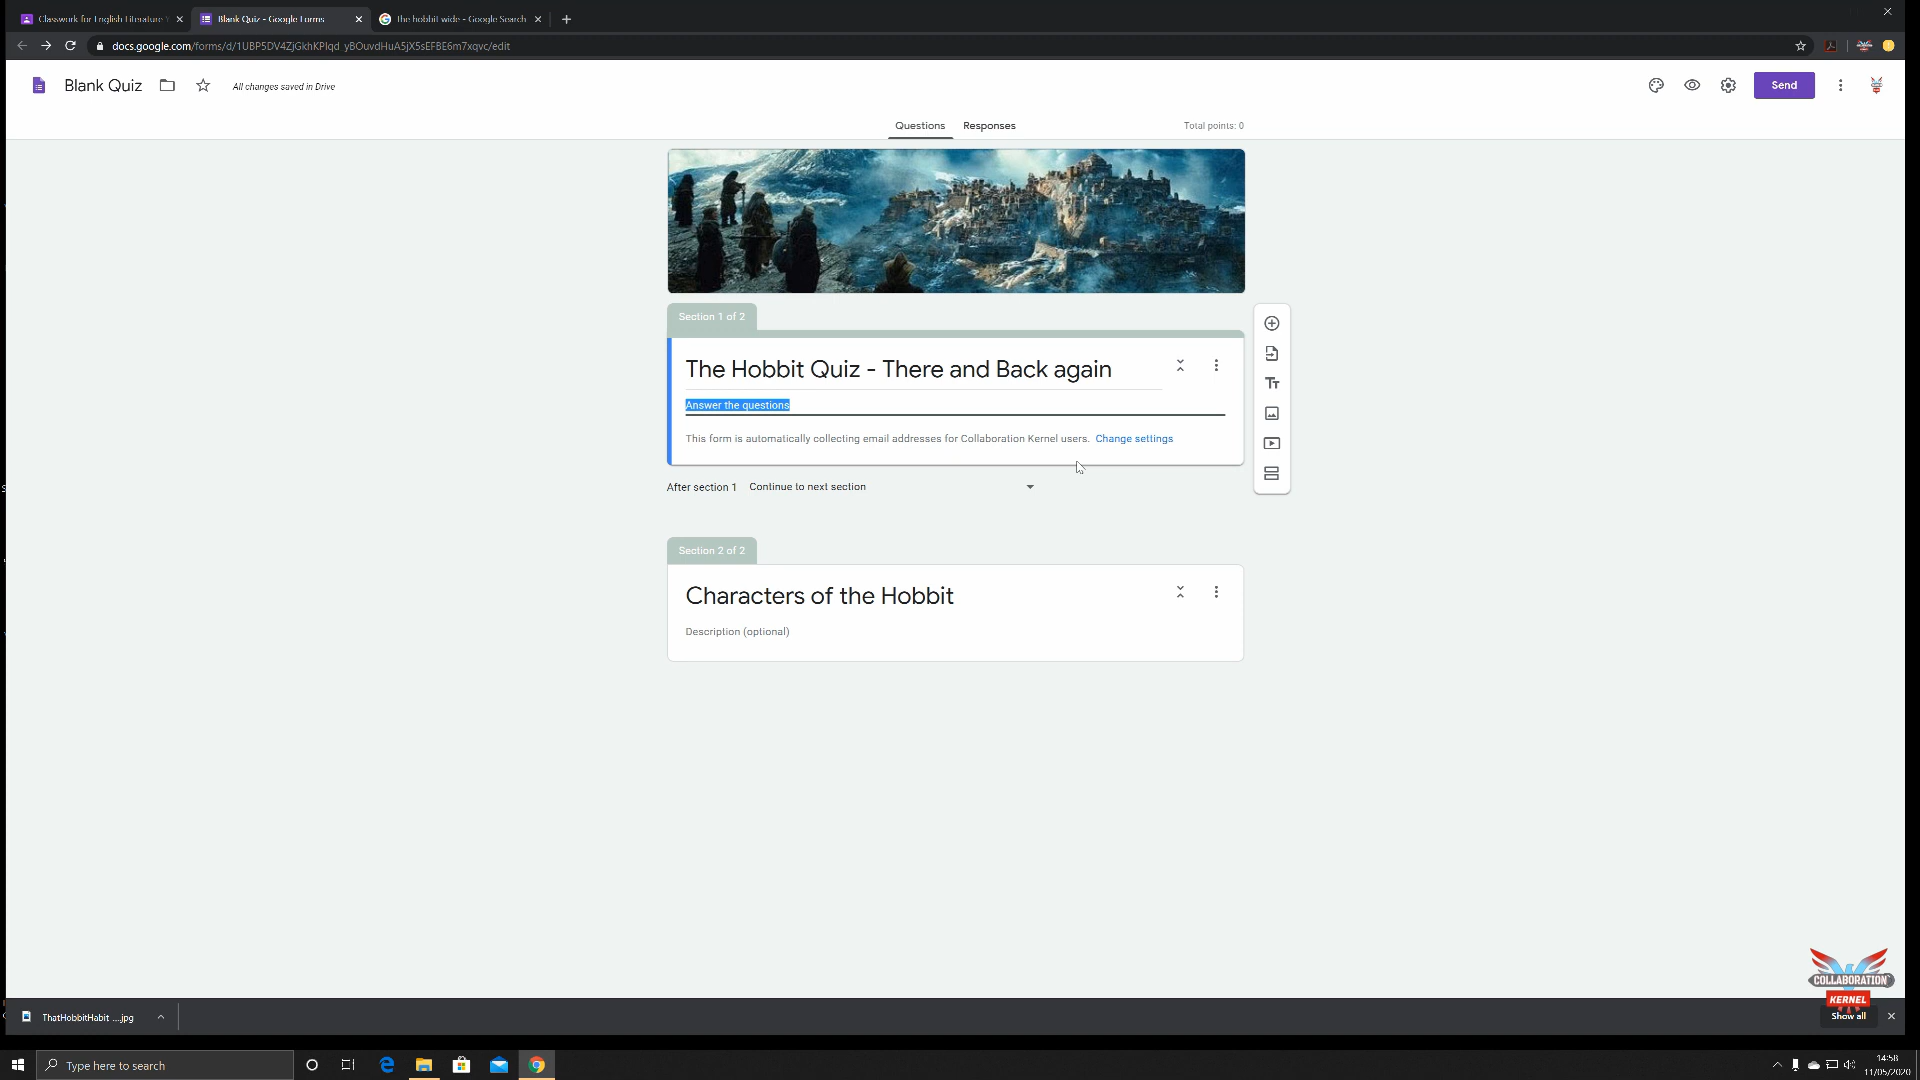 Classwork for English Literature
Blank Quiz - Google Forms
the hobbit wide - Google Search
docs.google.com/forms/d/1UBP5DV4ZjGkhKPlqd_yBOuvdHuA5jX5sEFBE6m7xqvc/edit
Blank Quiz
All changes saved in Drive
Send
Questions
Responses
Total points: 0
Section 1 of 2
The Hobbit Quiz - There and Back again
Answer the questions
This form is automatically collecting email addresses for Collaboration Kernel users. Change settings
After section 1 Continue to next section
Section 2 of 2
Characters of the Hobbit
Description (optional)
COLLABORATION
KERNEL
ThatHobbitHabit ....jpg
Show all
Type here to search
14:58
11/05/2020